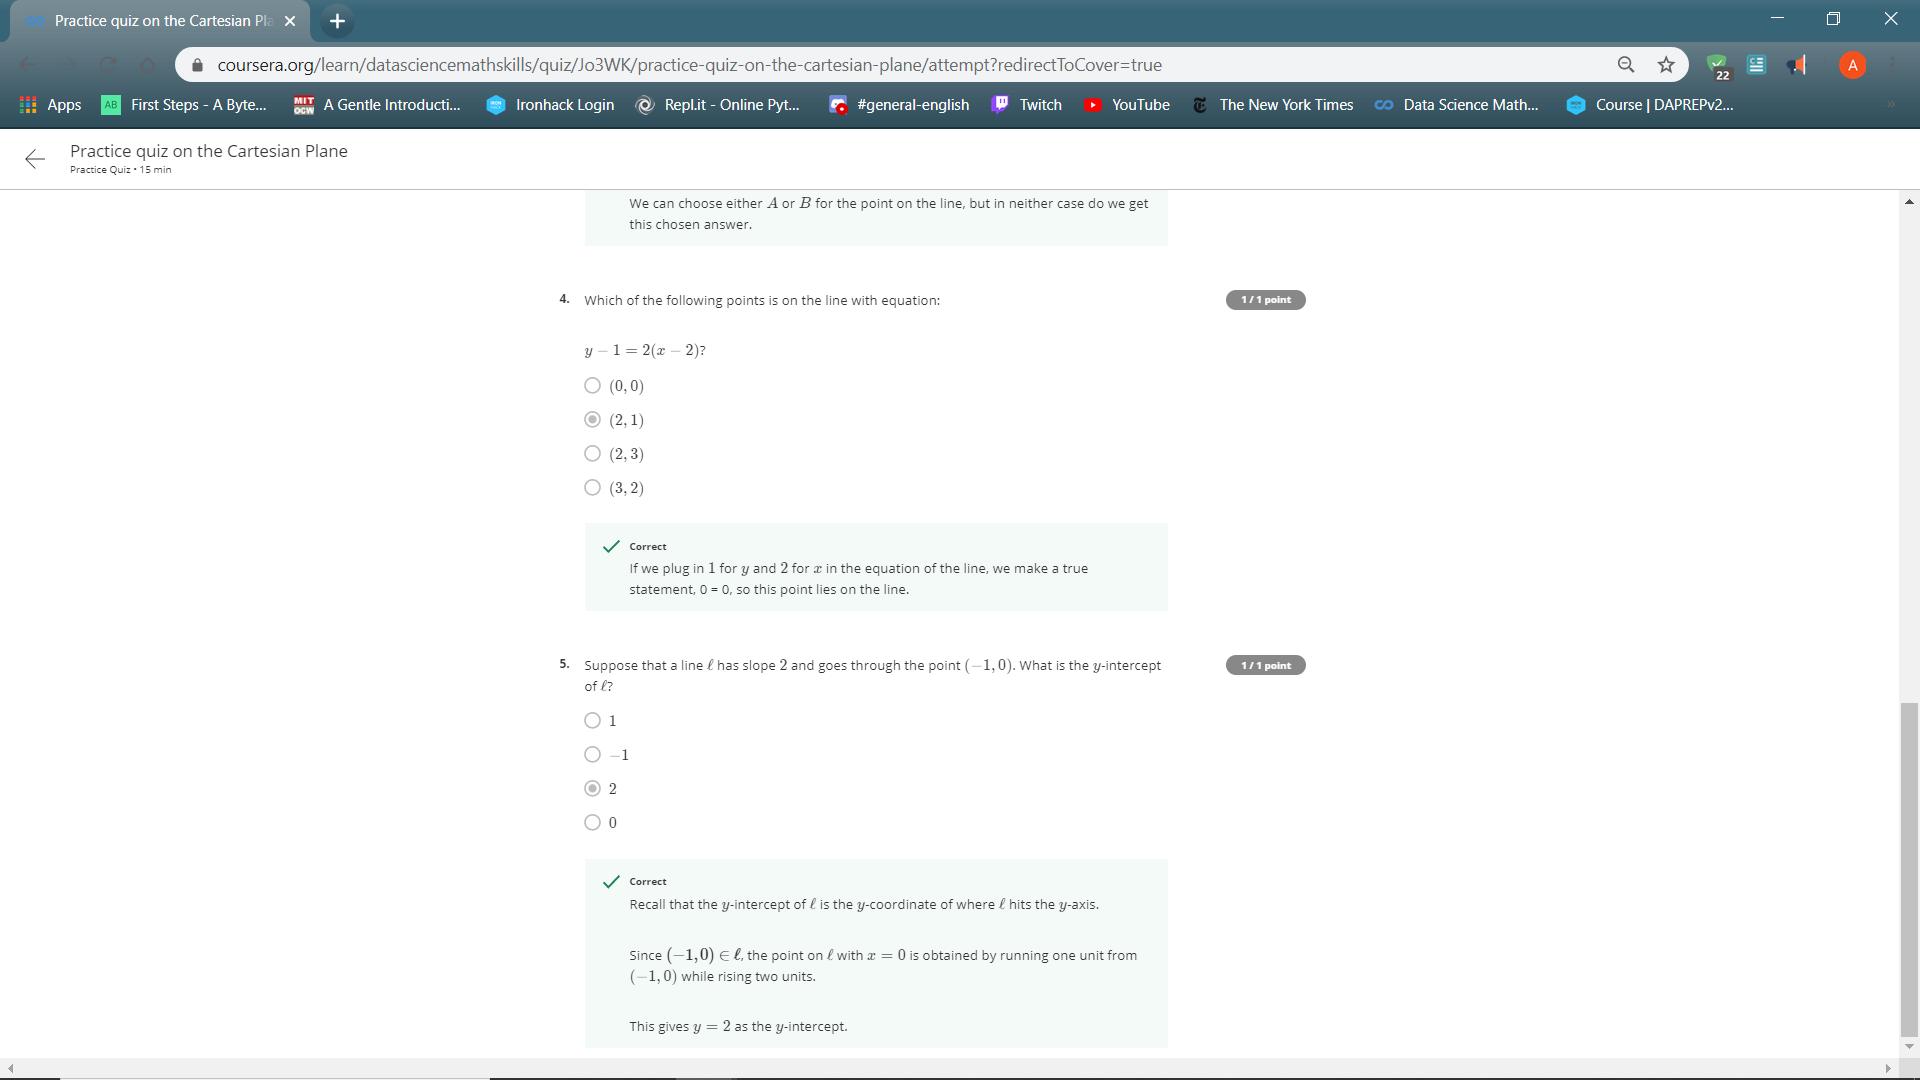 Practice quiz on the Cartesian Pla
coursera.org/learn/datasciencemathskills/quiz/Jo3WK/practice-quiz-on-the-cartesian-plane/attempt?redirectToCover=true
22
A
Apps
AB
First Steps - A Byte...
MIT
OCW
A Gentle Introducti...
Ironhack Login
Repl.it - Online Pyt...
#general-english
Twitch
YouTube
The New York Times
Data Science Math...
Course | DAPREPv2...
Practice quiz on the Cartesian Plane
Practice Quiz • 15 min
We can choose either A or B for the point on the line, but in neither case do we get
this chosen answer.
4. Which of the following points is on the line with equation:
1 / 1 point
y − 1 = 2(x − 2)?
(0, 0)
(2, 1)
(2, 3)
(3, 2)
Correct
If we plug in 1 for y and 2 for x in the equation of the line, we make a true
statement, 0 = 0, so this point lies on the line.
5. Suppose that a line ℓ has slope 2 and goes through the point (−1, 0). What is the y-intercept
1 / 1 point
of ℓ?
1
−1
2
0
Correct
Recall that the y-intercept of ℓ is the y-coordinate of where ℓ hits the y-axis.
Since (−1,0) ∈ ℓ, the point on ℓ with x = 0 is obtained by running one unit from
(−1, 0) while rising two units.
This gives y = 2 as the y-intercept.